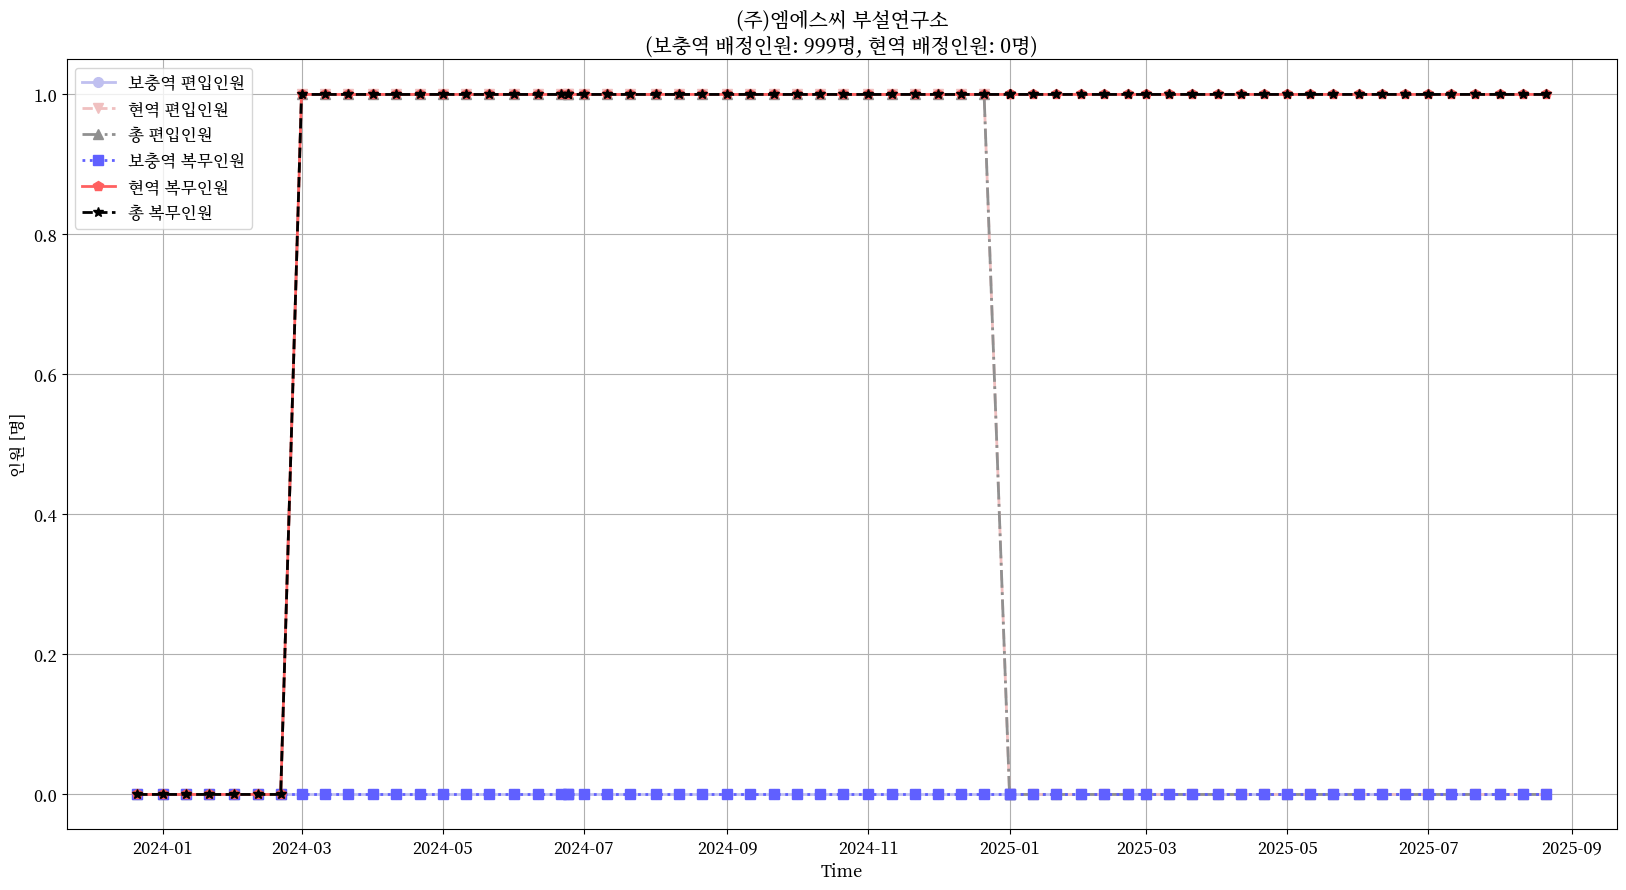 (주)엠에스씨 부설연구소
(보충역 배정인원: 999명, 현역 배정인원: 0명)
보충역 편입인원
현역 편입인원
총 편입인원
보충역 복무인원
현역 복무인원
총 복무인원
인원 [명]
1.0
0.8
0.6
0.4
0.2
0.0
2024-01
2024-03
2024-05
2024-07
2024-09
2024-11
2025-01
2025-03
2025-05
2025-07
2025-09
Time